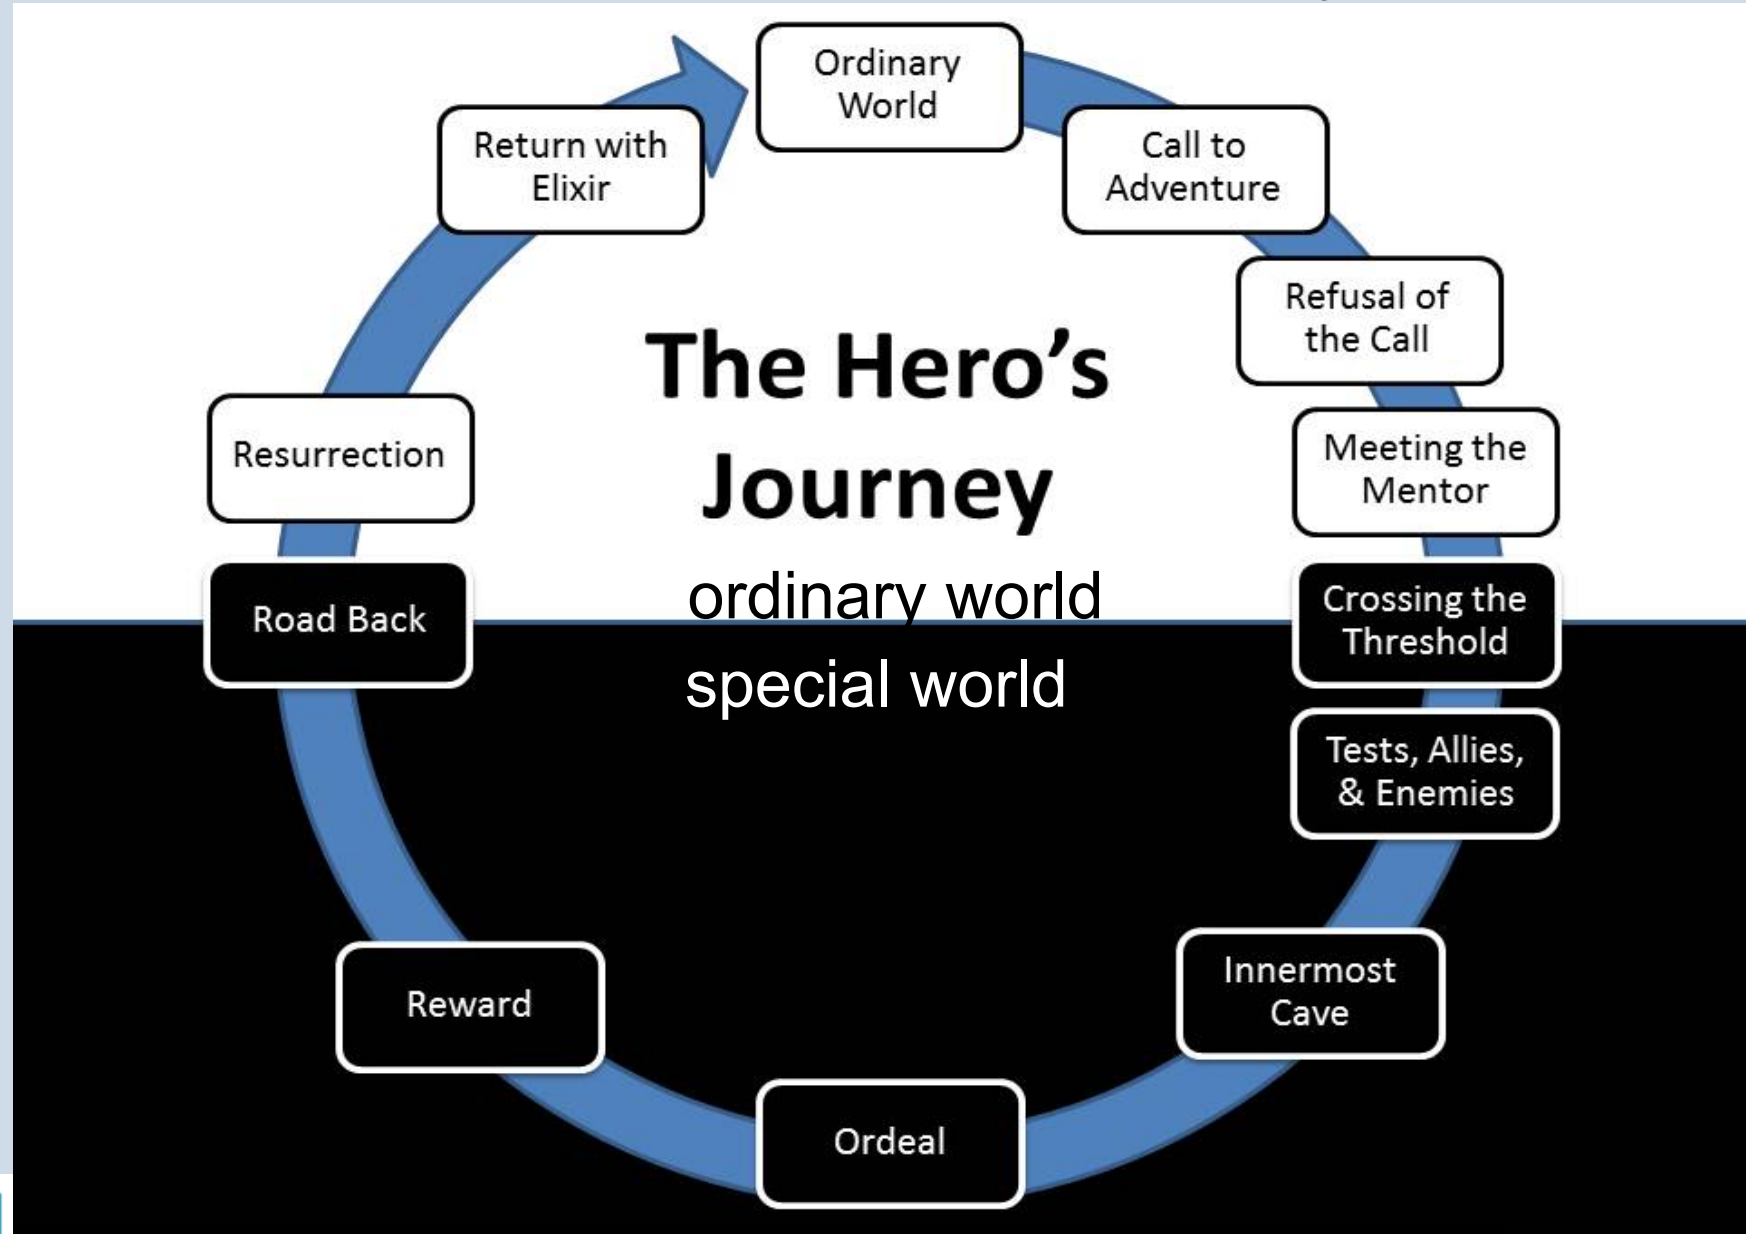 The Hero's
Journey
ordinary world
special world
Ordinary
World
Call to
Adventure
Refusal of
the Call
Meeting the
Mentor
Crossing the
Threshold
Tests, Allies,
& Enemies
Innermost
Cave
Ordeal
Reward
Road Back
Resurrection
Return with
Elixir